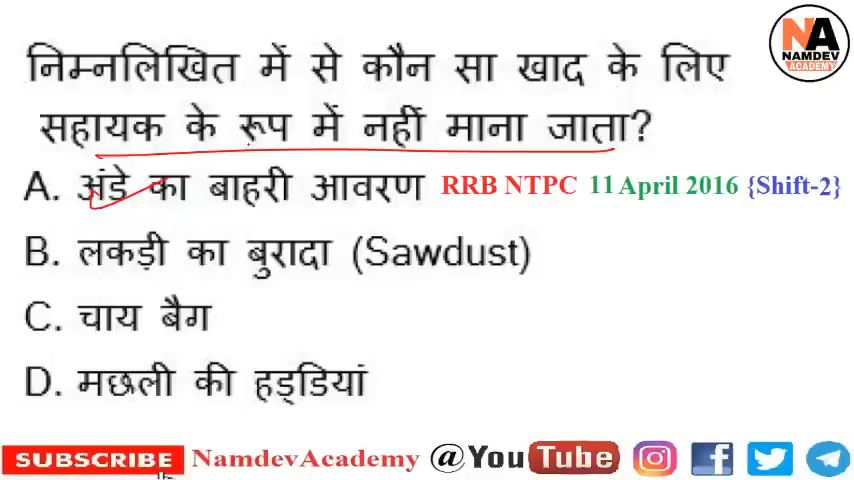 NA
NAMDEV
ACADEMY
निम्नलिखित में से कौन सा खाद के लिए
सहायक के रूप में नहीं माना जाता?
A. अंडे का बाहरी आवरण RRB NTPC 11 April 2016 {Shift-2}
B. लकड़ी का बुरादा (Sawdust)
C. चाय बैग
D. मछली की हड्डियां
SUBSCRIBE NamdevAcademy @YouTube